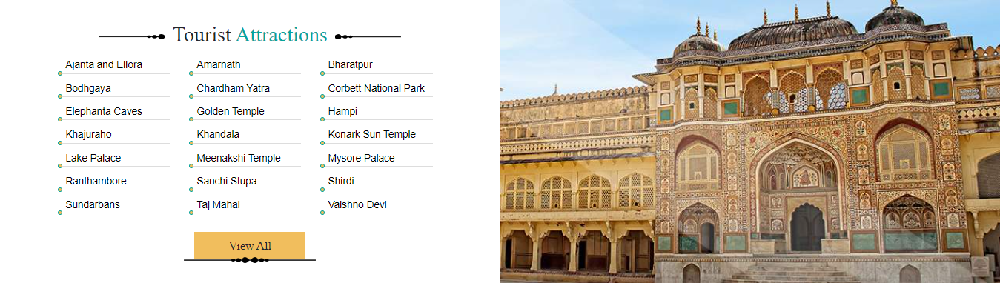 Tourist Attractions
Ajanta and Ellora
Amarnath
Bharatpur
Bodhgaya
Chardham Yatra
Corbett National Park
Elephanta Caves
Golden Temple
Hampi
Khajuraho
Khandala
Konark Sun Temple
Lake Palace
Meenakshi Temple
Mysore Palace
Ranthambore
Sanchi Stupa
Shirdi
Sundarbans
Taj Mahal
Vaishno Devi
View All